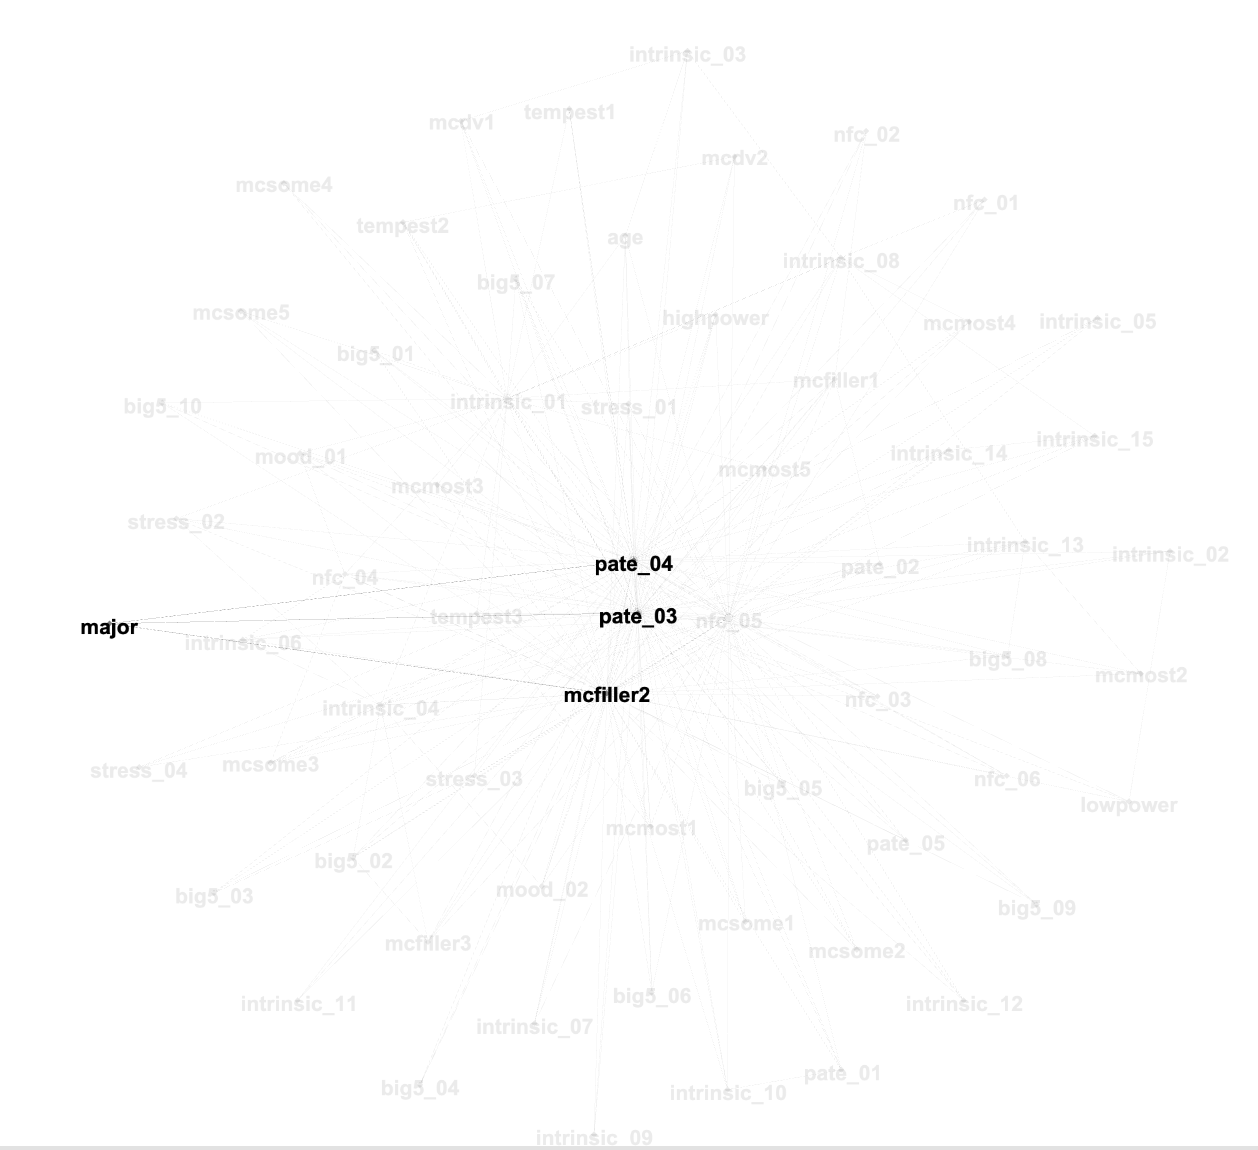 intrinsic_03
tempest1
mcdv1
nfc_02
mcdv2
mcsome4
nfc_01
tempest2
age
intrinsic_08
big5_07
mcsome5
highpower
mcmost4
intrinsic_05
big5_01
mcfiller1
intrinsic_01
big5_10
stress_01
intrinsic_15
intrinsic_14
mood_01
mcmost5
mcmost3
stress_02
intrinsic_13
intrinsic_02
pate_04
pate_02
nfc_04
pate_03
tempest3
nfc_05
major
intrinsic_06
big5_08
mcmost2
mcfiller2
nfc_03
intrinsic_04
mcsome3
stress_04
stress_03
nfc_06
big5_05
lowpower
mcmost1
pate_05
big5_02
mood_02
big5_03
big5_09
mcsome1
mcfiller3
mcsome2
big5_06
intrinsic_11
intrinsic_12
intrinsic_07
pate_01
big5_04
intrinsic_10
intrinsic_09